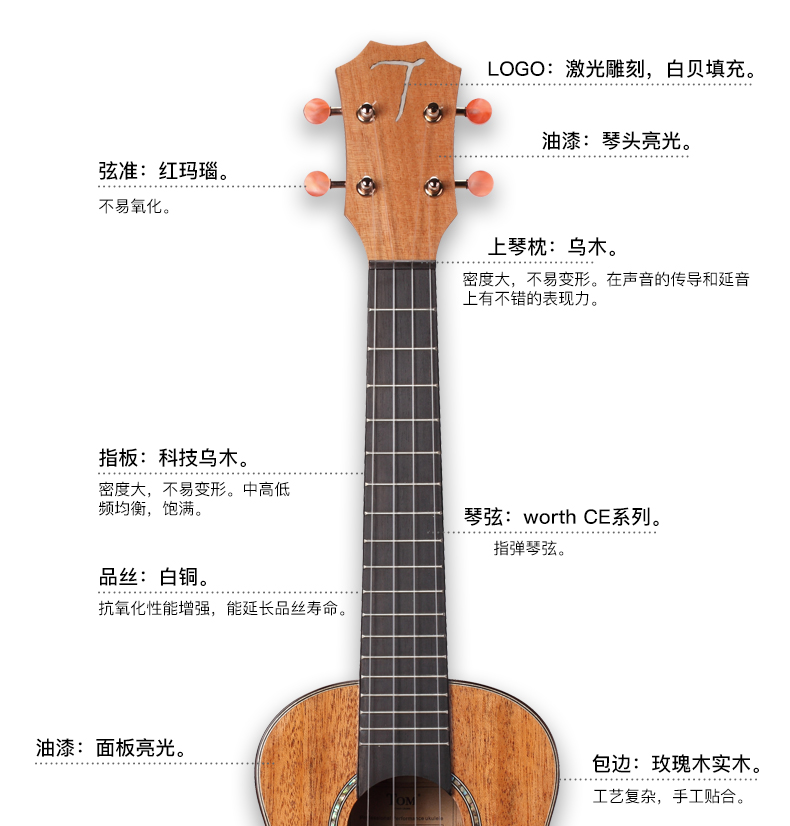 LOGO：激光雕刻，白贝填充。
油漆：琴头亮光。
弦准：红玛瑙。
不易氧化。
上琴枕：乌木。
密度大，不易变形。在声音的传导和延音
上有不错的表现力。
指板：科技乌木。
密度大，不易变形。中高低
频均衡，饱满。
琴弦：worth CE系列。
指弹琴弦。
品丝：白铜。
抗氧化性能增强，能延长品丝寿命。
油漆：面板亮光。
包边：玫瑰木实木。
工艺复杂，手工贴合。
TOM